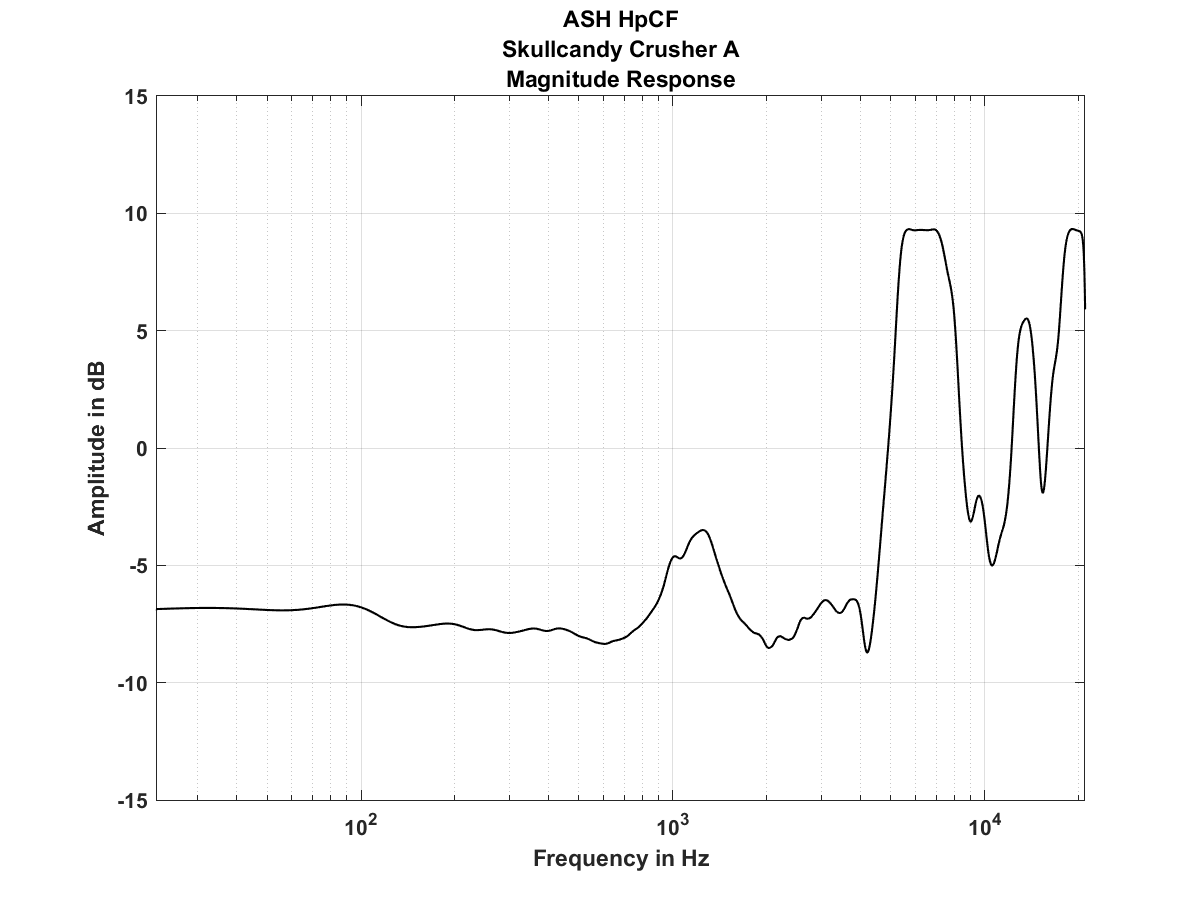 ASH HpCF
Skullcandy Crusher A
Magnitude Response
15
10
5
0
-5
-10
-15
Amplitude in dB
10²
10³
10⁴
Frequency in Hz